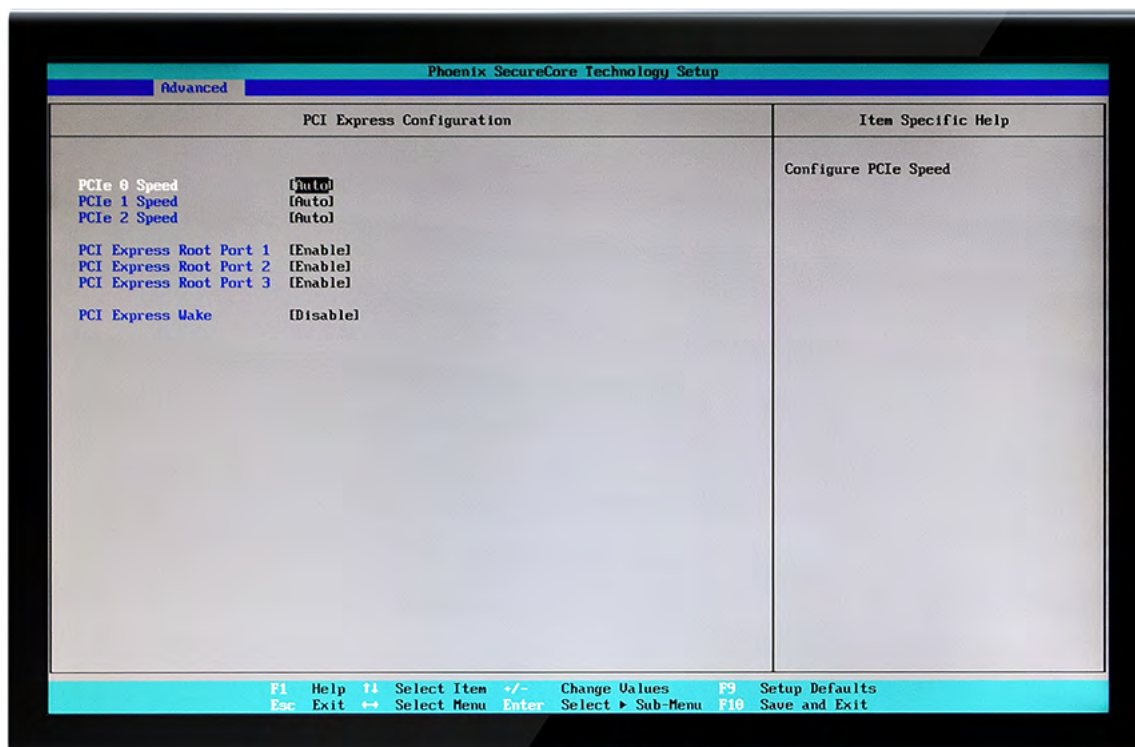 Phoenix SecureCore Technology Setup
Advanced
PCI Express Configuration
Item Specific Help
Configure PCIe Speed
PCIe 0 Speed [Auto]
PCIe 1 Speed [Auto]
PCIe 2 Speed [Auto]
PCI Express Root Port 1 [Enable]
PCI Express Root Port 2 [Enable]
PCI Express Root Port 3 [Enable]
PCI Express Wake [Disable]
F1 Help ↑↓ Select Item +/- Change Values F9 Setup Defaults
Esc Exit ↔ Select Menu Enter Select ▶ Sub-Menu F10 Save and Exit